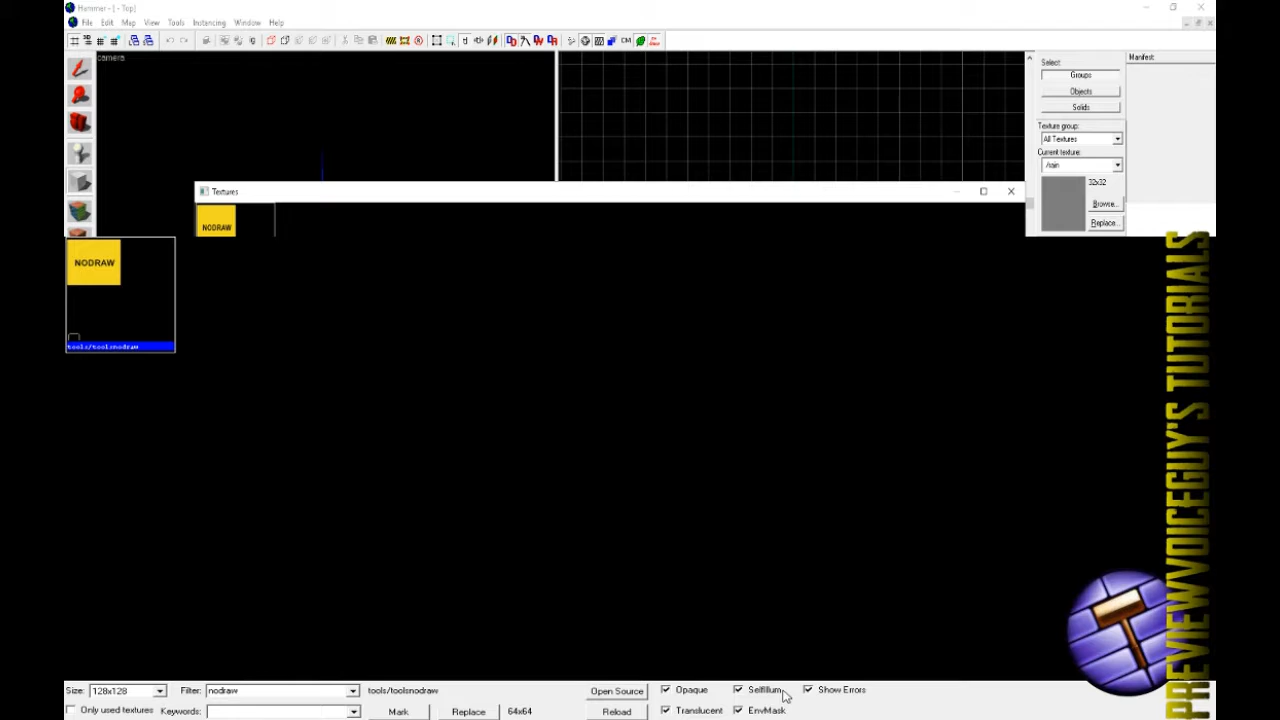 Hammer - [ - Top]
File Edit Map View Tools Instancing Window Help
CM
camera
Select:
Groups
Objects
Solids
Manifest:
Texture group:
All Textures
Current texture:
/rain
32x32
Browse...
Replace...
Textures
NODRAW
NODRAW
tools/toolsnodraw
PREVIEWVOICEGUY'S TUTORIALS
Size: 128x128 Filter: nodraw tools/toolsnodraw Open Source Opaque SelfIllum Show Errors
Only used textures Keywords: Mark Replace 64x64 Reload Translucent EnvMask